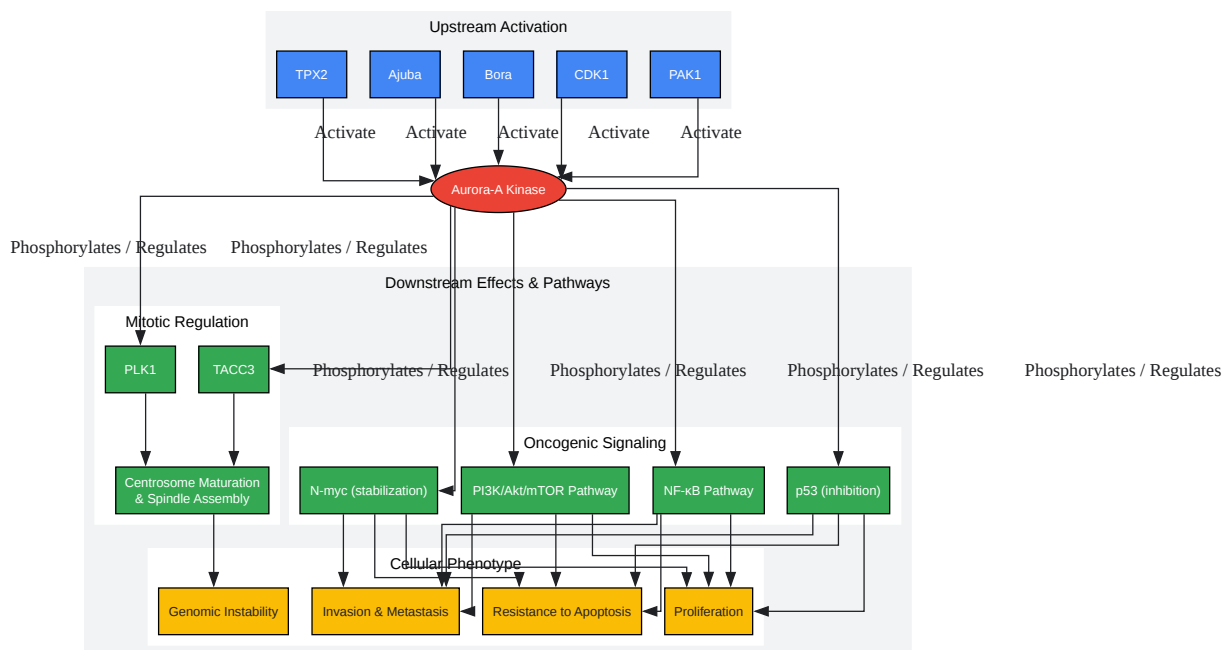 Upstream Activation
TPX2
Ajuba
Bora
CDK1
PAK1
Activate
Activate
Activate
Activate
Activate
Aurora-A Kinase
Phosphorylates / Regulates
Phosphorylates / Regulates
Downstream Effects & Pathways
Mitotic Regulation
PLK1
TACC3
Phosphorylates / Regulates
Phosphorylates / Regulates
Phosphorylates / Regulates
Phosphorylates / Regulates
Oncogenic Signaling
Centrosome Maturation
& Spindle Assembly
N-myc (stabilization)
PI3K/Akt/mTOR Pathway
NF-κB Pathway
p53 (inhibition)
Cellular Phenotype
Genomic Instability
Invasion & Metastasis
Resistance to Apoptosis
Proliferation